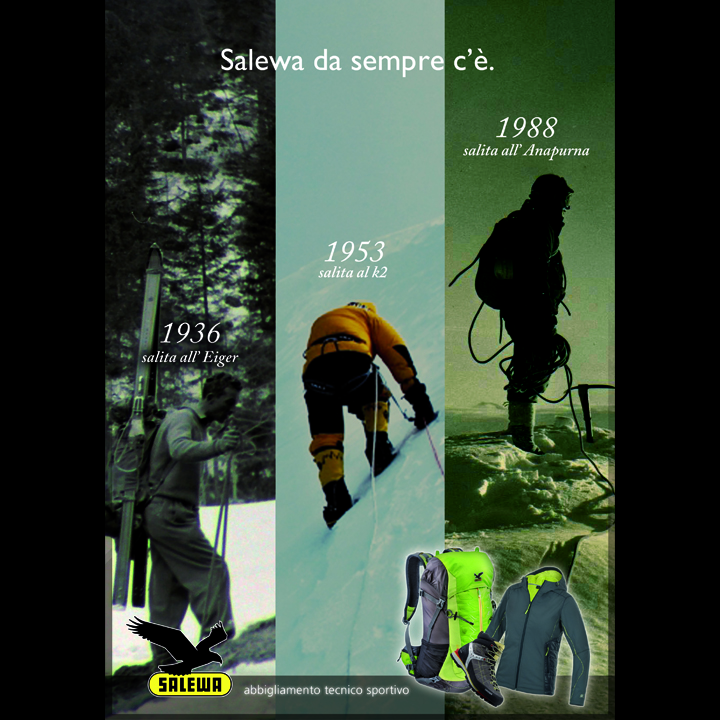 Salewa da sempre c'è.
1988
salita all' Anapurna
1953
salita al k2
1936
salita all' Eiger
SALEWA
abbigliamento tecnico sportivo